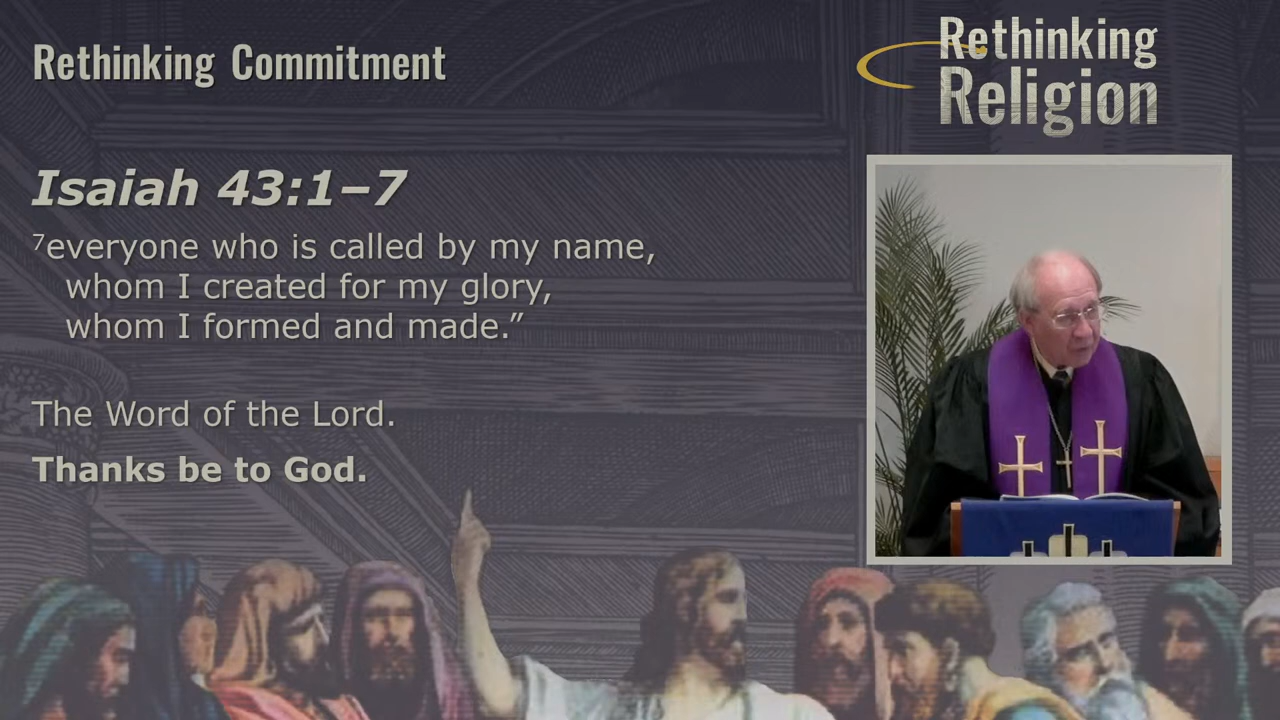 Rethinking Commitment
Rethinking
Religion
Isaiah 43:1–7
⁷everyone who is called by my name,
whom I created for my glory,
whom I formed and made.”
The Word of the Lord.
Thanks be to God.